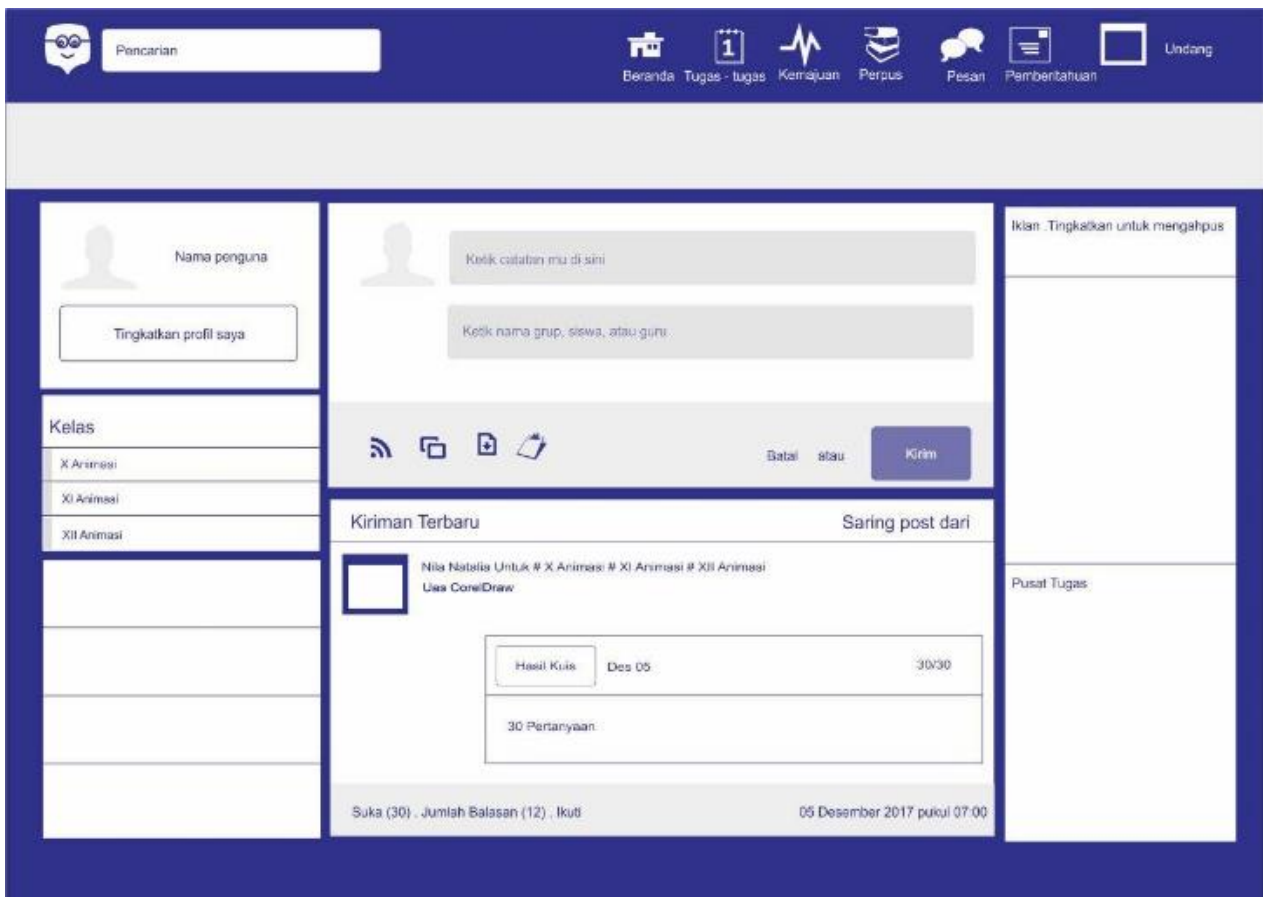 Pencarian
1
Beranda Tugas - tugas Kemajuan Perpus Pesan Pemberitahuan Undang
Nama penguna
Tingkatkan profil saya
Kelas
X Animasi
XI Animasi
XII Animasi
Ketik catatan mu di sini
Ketik nama grup, siswa, atau guru
Batal atau Kirim
Kiriman Terbaru Saring post dari
Nila Natalia Untuk # X Animasi # XI Animasi # XII Animasi
Uas CorelDraw
Hasil Kuis Des 05 30/30
30 Pertanyaan
Suka (30) . Jumlah Balasan (12) . Ikuti 05 Desember 2017 pukul 07:00
Iklan .Tingkatkan untuk mengahpus
Pusat Tugas